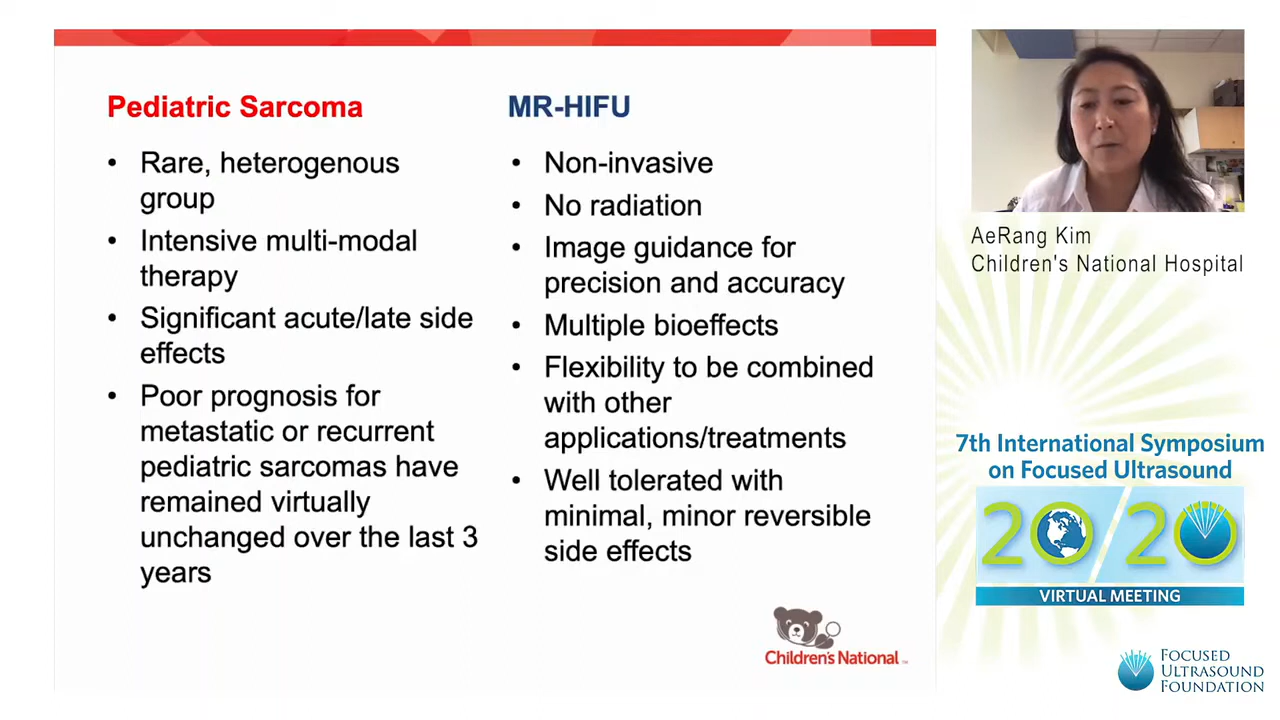 Pediatric Sarcoma
• Rare, heterogenous
group
• Intensive multi-modal
therapy
• Significant acute/late side
effects
• Poor prognosis for
metastatic or recurrent
pediatric sarcomas have
remained virtually
unchanged over the last 3
years
MR-HIFU
• Non-invasive
• No radiation
• Image guidance for
precision and accuracy
• Multiple bioeffects
• Flexibility to be combined
with other
applications/treatments
• Well tolerated with
minimal, minor reversible
side effects
Children's National™
AeRang Kim
Children's National Hospital
7th International Symposium
on Focused Ultrasound
20/20
VIRTUAL MEETING
FOCUSED
ULTRASOUND
FOUNDATION